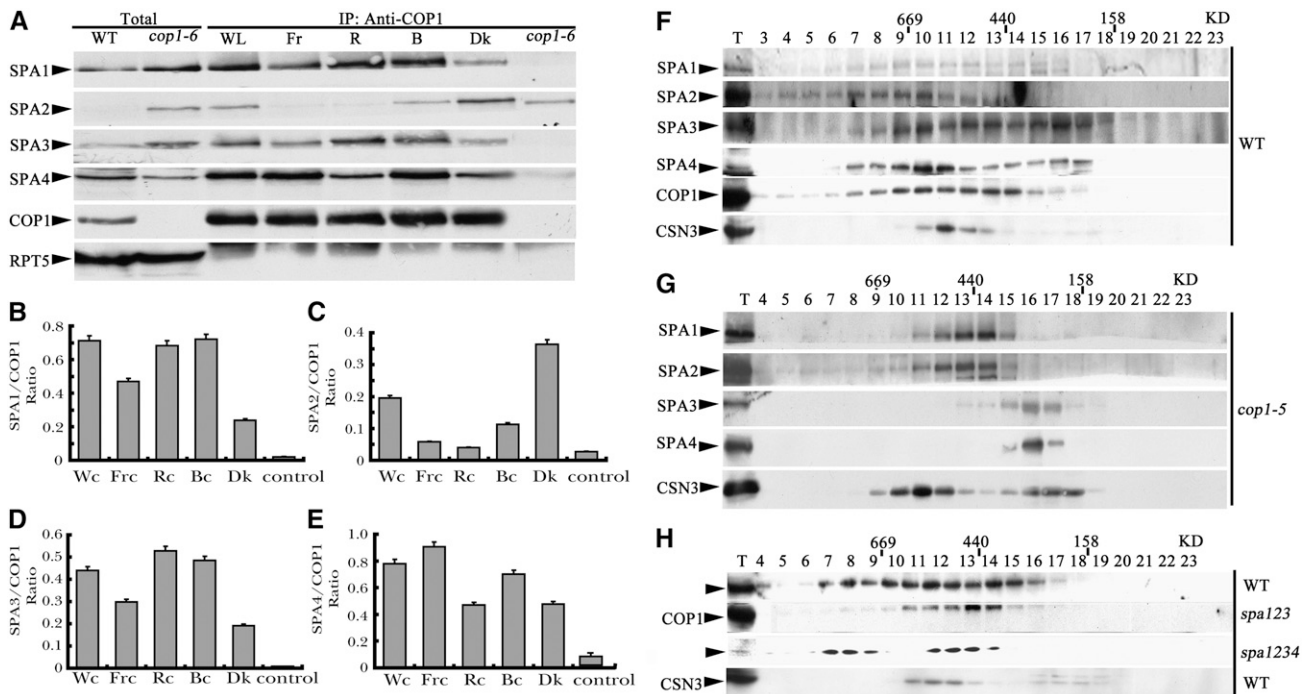 A
Total
IP: Anti-COP1
WT cop1-6 WL Fr R B Dk cop1-6
SPA1
SPA2
SPA3
SPA4
COP1
RPT5
B
SPA1/COP1
Ratio
0.8
0.6
0.4
0.2
0
Wc Frc Rc Bc Dk control
C
SPA2/COP1
Ratio
0.4
0.3
0.2
0.1
0
Wc Frc Rc Bc Dk control
D
SPA3/COP1
Ratio
0.6
0.5
0.4
0.3
0.2
0.1
0
Wc Frc Rc Bc Dk control
E
SPA4/COP1
Ratio
1.0
0.8
0.6
0.4
0.2
0
Wc Frc Rc Bc Dk control
F
669 440 158 KD
T 3 4 5 6 7 8 9 10 11 12 13 14 15 16 17 18 19 20 21 22 23
SPA1
SPA2
SPA3
SPA4
COP1
CSN3
WT
G
669 440 158 KD
T 4 5 6 7 8 9 10 11 12 13 14 15 16 17 18 19 20 21 22 23
SPA1
SPA2
SPA3
SPA4
CSN3
cop1-5
H
669 440 158 KD
T 4 5 6 7 8 9 10 11 12 13 14 15 16 17 18 19 20 21 22 23
WT
COP1 spa123
spa1234
CSN3 WT